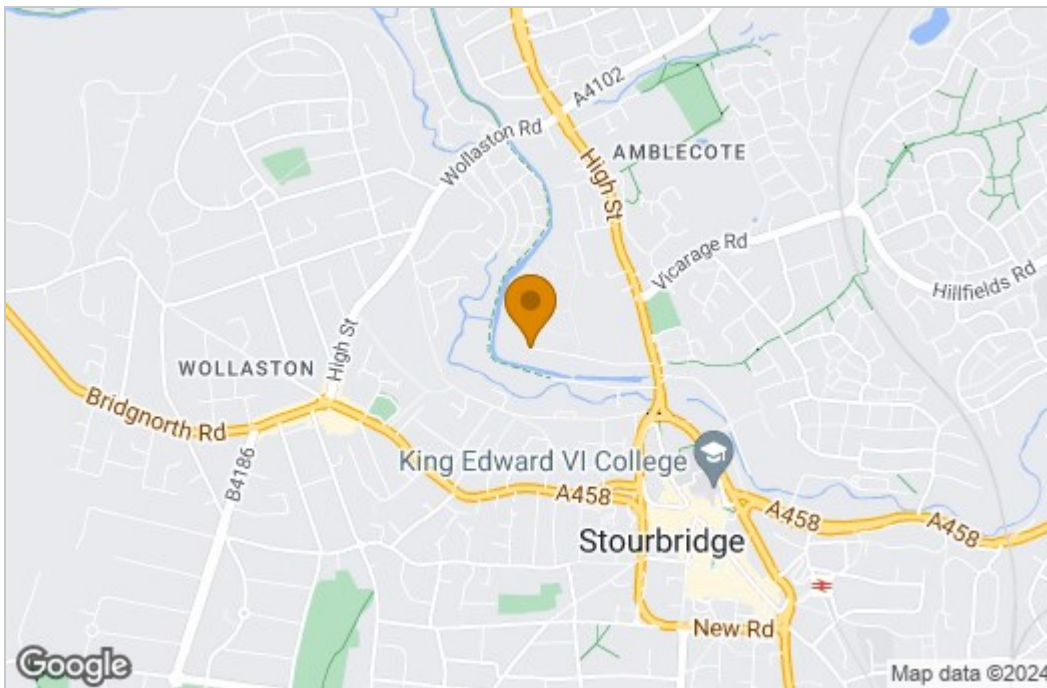 A4102
Wollaston Rd
AMBLECOTE
High St
Vicarage Rd
Hillfields Rd
High St
WOLLASTON
Bridgnorth Rd
B4186
King Edward VI College
A458
A458
A458
Stourbridge
New Rd
Google
Map data ©2024